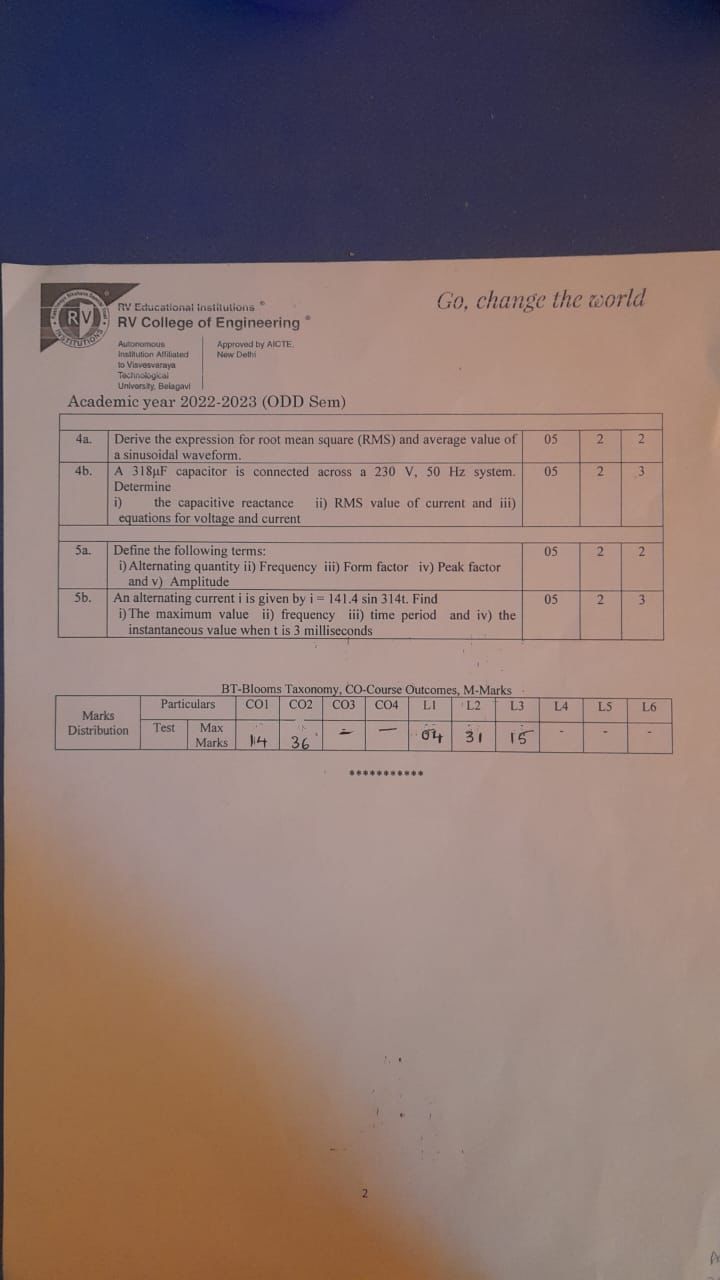 RV
INSTITUTIONS
RV Educational Institutions ®
RV College of Engineering ®
Go, change the world
Autonomous
Institution Affiliated
to Visvesvaraya
Technological
University, Belagavi
Approved by AICTE,
New Delhi
Academic year 2022-2023 (ODD Sem)
4a. Derive the expression for root mean square (RMS) and average value of 05 2 2
a sinusoidal waveform.
4b. A 318µF capacitor is connected across a 230 V, 50 Hz system. 05 2 3
Determine
i) the capacitive reactance ii) RMS value of current and iii)
equations for voltage and current
5a. Define the following terms: 05 2 2
i) Alternating quantity ii) Frequency iii) Form factor iv) Peak factor
and v) Amplitude
5b. An alternating current i is given by i = 141.4 sin 314t. Find 05 2 3
i) The maximum value ii) frequency iii) time period and iv) the
instantaneous value when t is 3 milliseconds
BT-Blooms Taxonomy, CO-Course Outcomes, M-Marks
Marks Distribution Particulars CO1 CO2 CO3 CO4 L1 L2 L3 L4 L5 L6
Test Max Marks 14 36 - - 04 31 15 - - -
***********
2